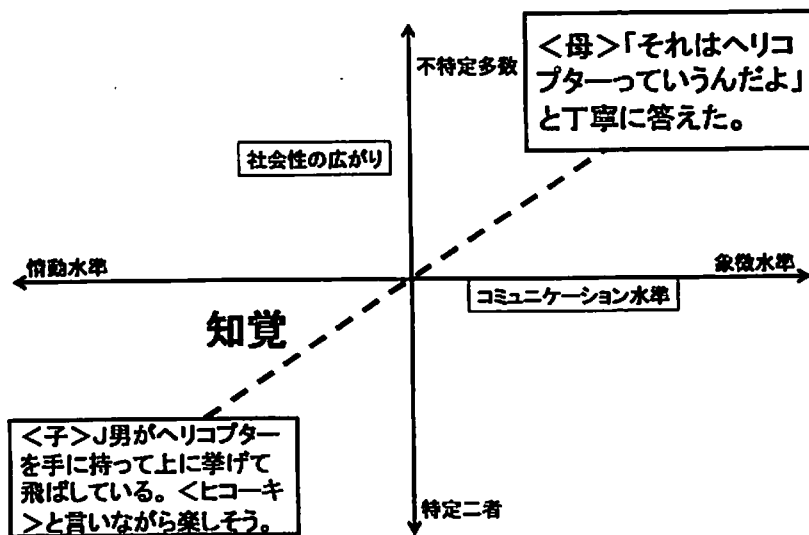 不特定多数
＜母＞「それはヘリコ
プターっていうんだよ」
と丁寧に答えた。
社会性の広がり
情動水準
象徴水準
コミュニケーション水準
知覚
＜子＞J男がヘリコプター
を手に持って上に挙げて
飛ばしている。＜ヒコーキ
＞と言いながら楽しそう。
特定二者